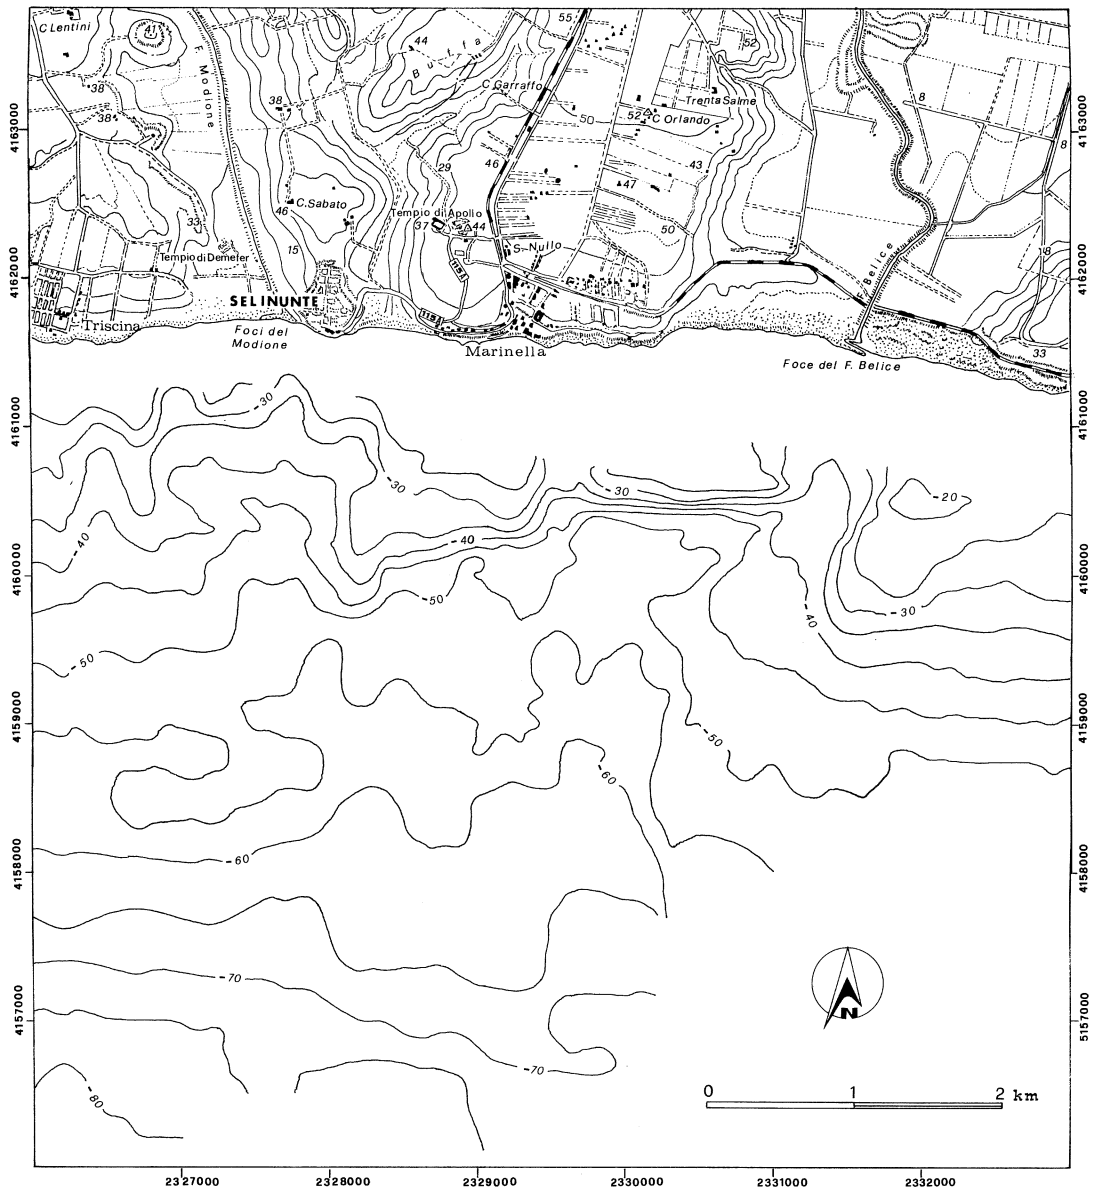 C Lentini
41
44
55
52
Butta
F. Modione
38
38
C Garraffo
38
Trenta Salme
8
50
52 C Orlando
8
4163000
4163000
46
43
29
47
46 C.Sabato
Tempio di Apollo
37
44
33
50
15
S- Nullo
8
Tempio di Demeter
F. Belice
4162000
4162000
115
SELINUNTE
115
Triscina
Foci del
Modione
Marinella
33
Foce del F. Belice
4161000
4161000
-30
-30
-30
-20
-40
-40
4160000
4160000
-50
-30
-40
-50
4159000
4159000
-50
-60
4158000
4158000
-60
-70
4157000
5157000
N
-70
-80
0 1 2 km
2327000 2328000 2329000 2330000 2331000 2332000